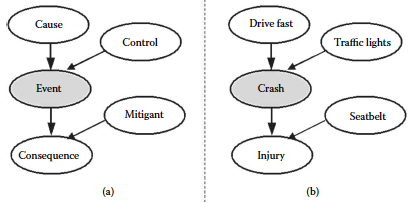 Cause
Control
Event
Mitigant
Consequence
(a)
Drive fast
Traffic lights
Crash
Seatbelt
Injury
(b)